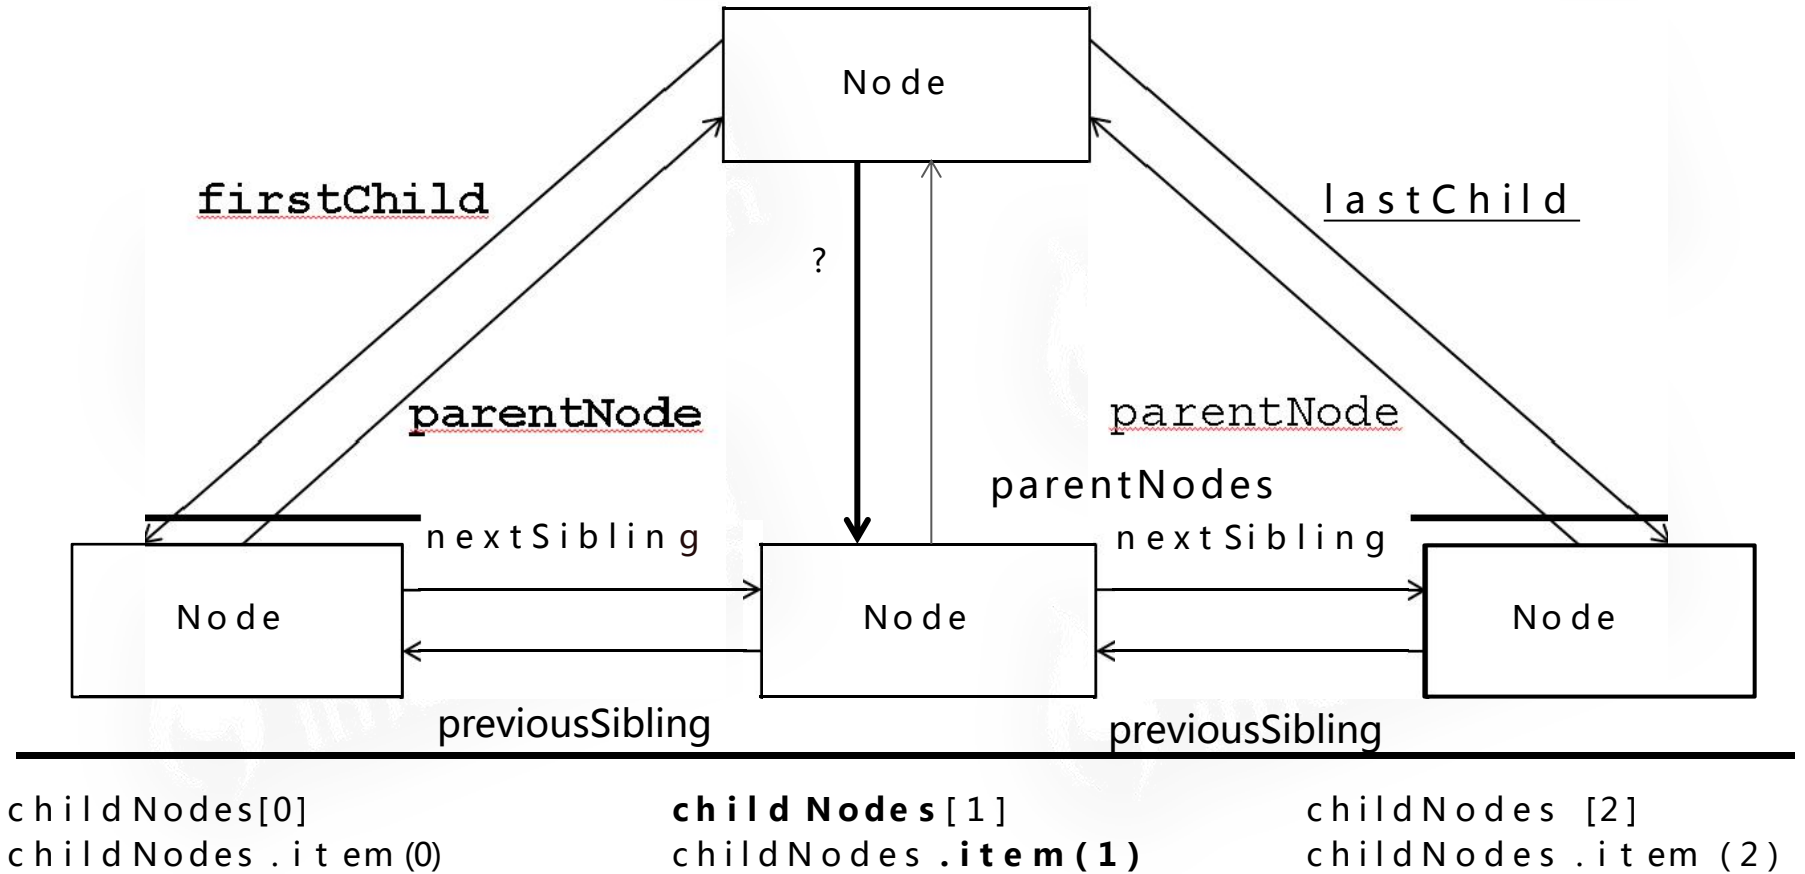 Node
firstChild
lastChild
?
parentNode
parentNode
parentNodes
nextSibling
nextSibling
Node
Node
Node
previousSibling
previousSibling
childNodes[0]
childNodes[1]
childNodes [2]
childNodes .item(0)
childNodes .item(1)
childNodes .item (2)